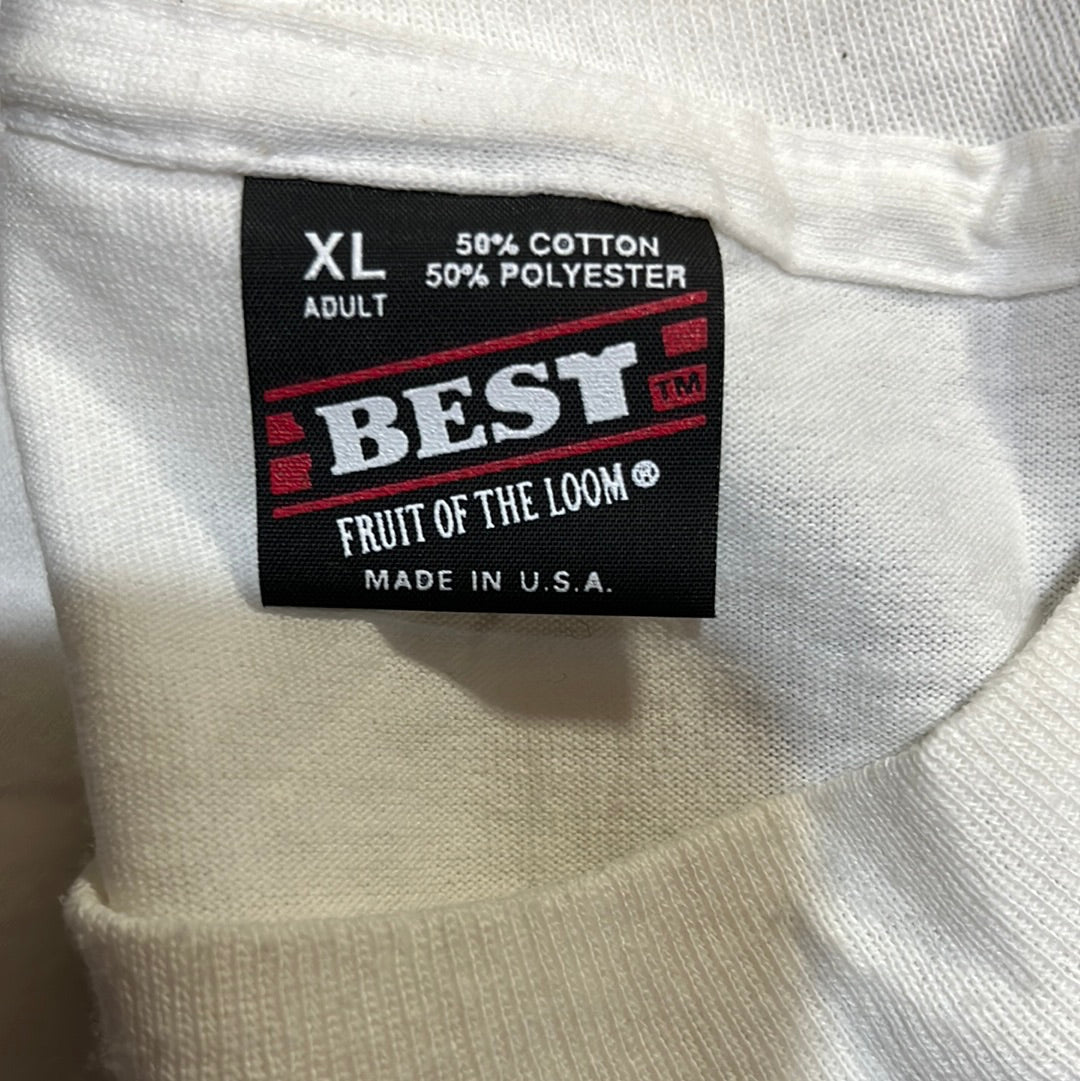 XL
ADULT
50% COTTON
50% POLYESTER
BEST
TM
FRUIT OF THE LOOM®
MADE IN U.S.A.